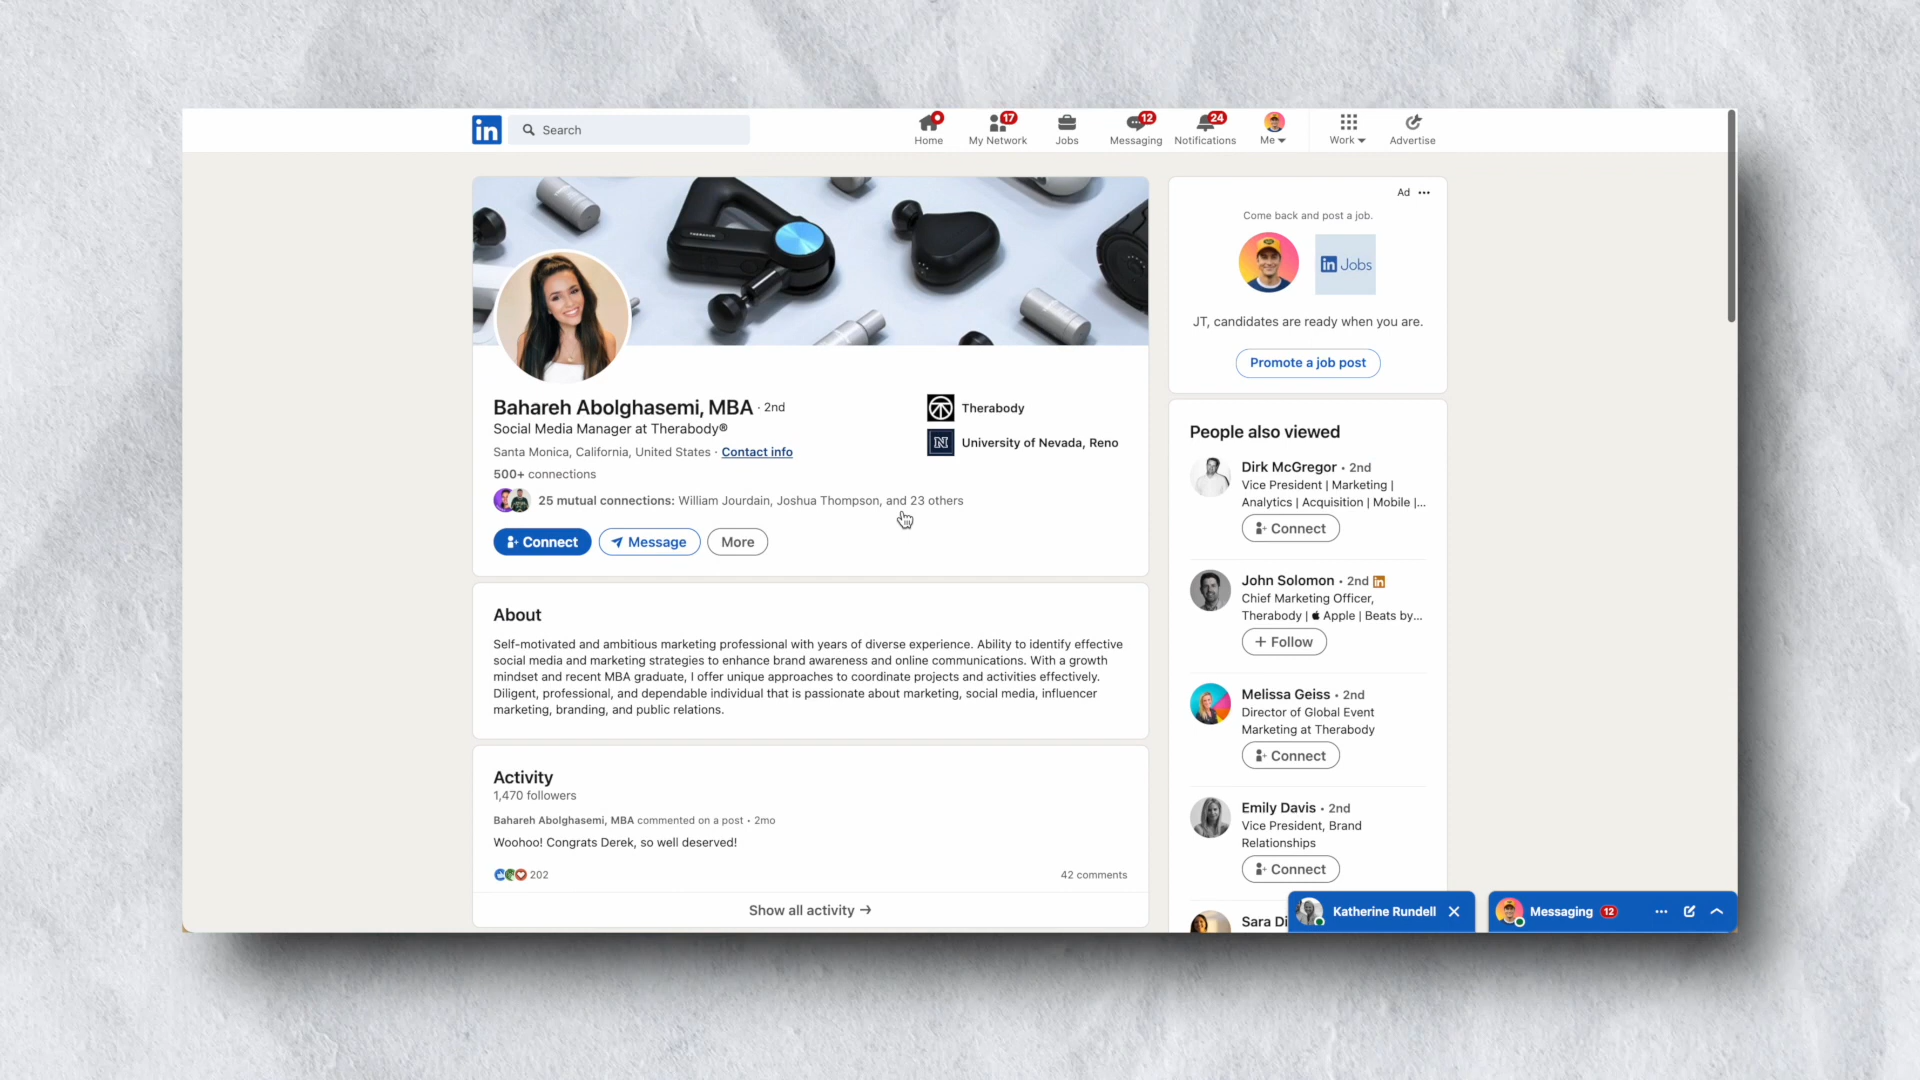 in
Search
Home
17
My Network
Jobs
12
Messaging
24
Notifications
Me
Work
Advertise
THERAGUN
Bahareh Abolghasemi, MBA · 2nd
Social Media Manager at Therabody®
Santa Monica, California, United States · Contact info
500+ connections
25 mutual connections: William Jourdain, Joshua Thompson, and 23 others
Connect
Message
More
Therabody
N
University of Nevada, Reno
About
Self-motivated and ambitious marketing professional with years of diverse experience. Ability to identify effective
social media and marketing strategies to enhance brand awareness and online communications. With a growth
mindset and recent MBA graduate, I offer unique approaches to coordinate projects and activities effectively.
Diligent, professional, and dependable individual that is passionate about marketing, social media, influencer
marketing, branding, and public relations.
Activity
1,470 followers
Bahareh Abolghasemi, MBA commented on a post • 2mo
Woohoo! Congrats Derek, so well deserved!
202
42 comments
Show all activity →
Ad ···
Come back and post a job.
in Jobs
JT, candidates are ready when you are.
Promote a job post
People also viewed
Dirk McGregor • 2nd
Vice President | Marketing |
Analytics | Acquisition | Mobile |...
Connect
John Solomon • 2nd in
Chief Marketing Officer,
Therabody | Apple | Beats by...
+ Follow
Melissa Geiss • 2nd
Director of Global Event
Marketing at Therabody
Connect
Emily Davis • 2nd
Vice President, Brand
Relationships
Connect
Sara Di
Katherine Rundell
Messaging 12 ···